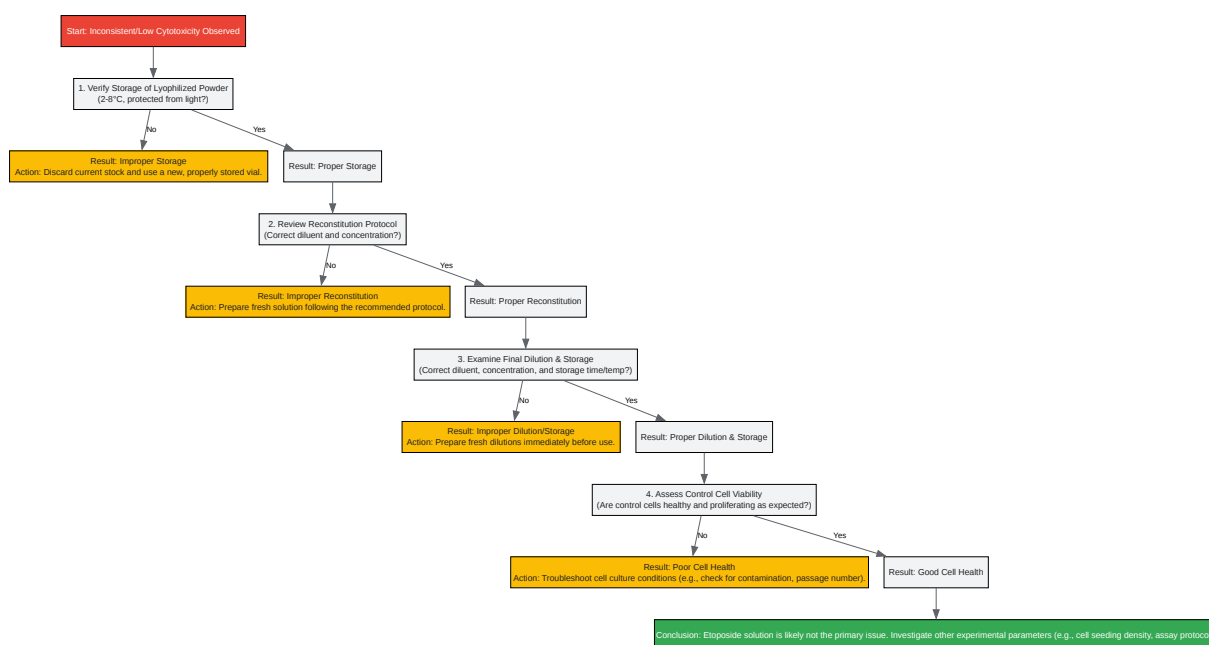 Start: Inconsistent/Low Cytotoxicity Observed
1. Verify Storage of Lyophilized Powder
(2-8°C, protected from light?)
No
Yes
Result: Improper Storage
Action: Discard current stock and use a new, properly stored vial.
Result: Proper Storage
2. Review Reconstitution Protocol
(Correct diluent and concentration?)
No
Yes
Result: Improper Reconstitution
Action: Prepare fresh solution following the recommended protocol.
Result: Proper Reconstitution
3. Examine Final Dilution & Storage
(Correct diluent, concentration, and storage time/temp?)
No
Yes
Result: Improper Dilution/Storage
Action: Prepare fresh dilutions immediately before use.
Result: Proper Dilution & Storage
4. Assess Control Cell Viability
(Are control cells healthy and proliferating as expected?)
No
Yes
Result: Poor Cell Health
Action: Troubleshoot cell culture conditions (e.g., check for contamination, passage number).
Result: Good Cell Health
Conclusion: Etoposide solution is likely not the primary issue. Investigate other experimental parameters (e.g., cell seeding density, assay protoco